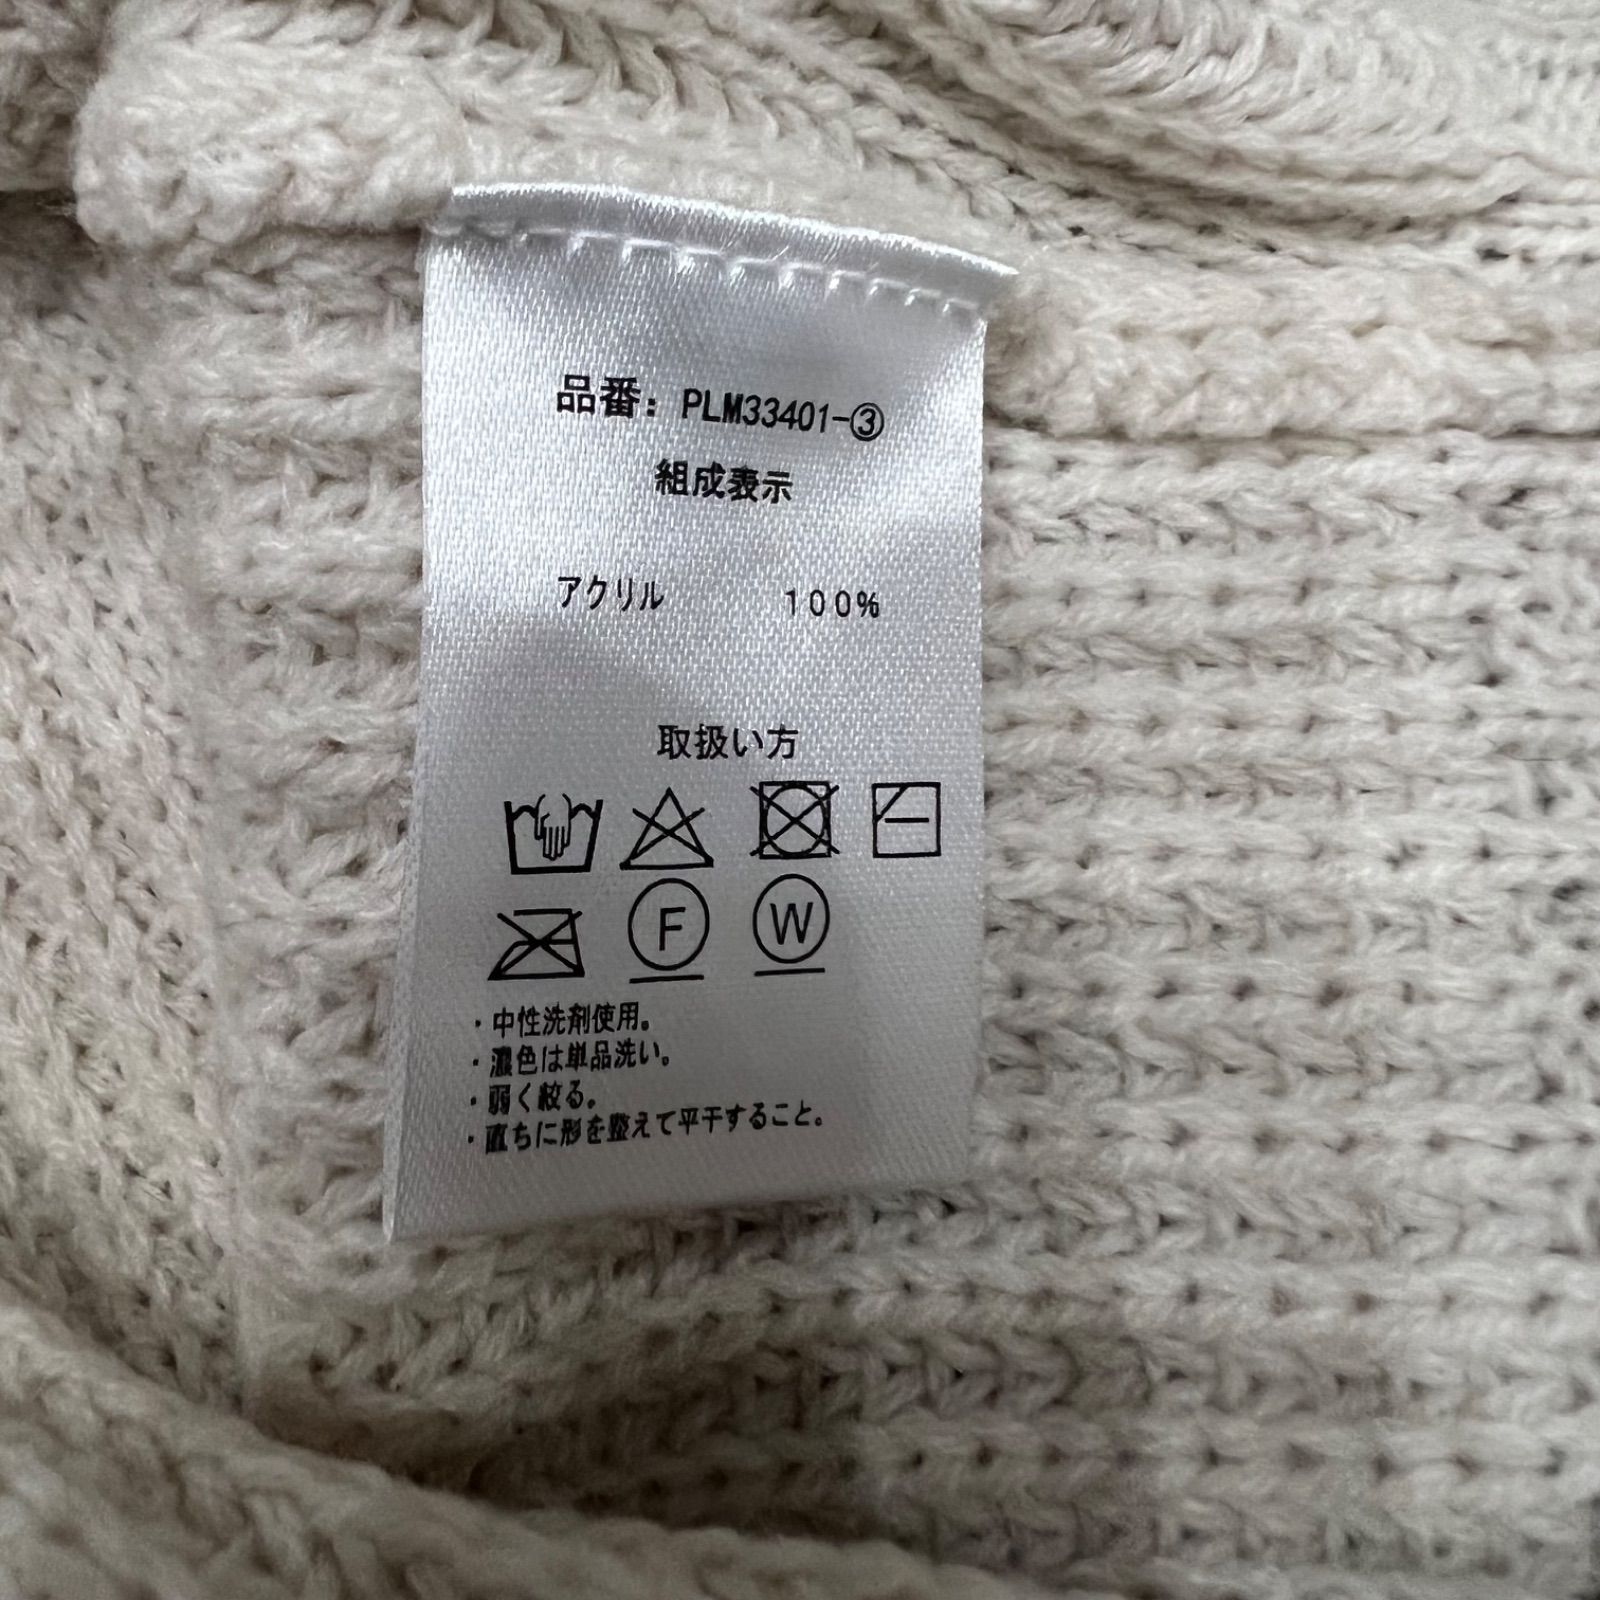 品番：PLM33401-③
組成表示
アクリル 100%
取扱い方
F W
・中性洗剤使用。
・濃色は単品洗い。
・弱く絞る。
・直ちに形を整えて平干すること。